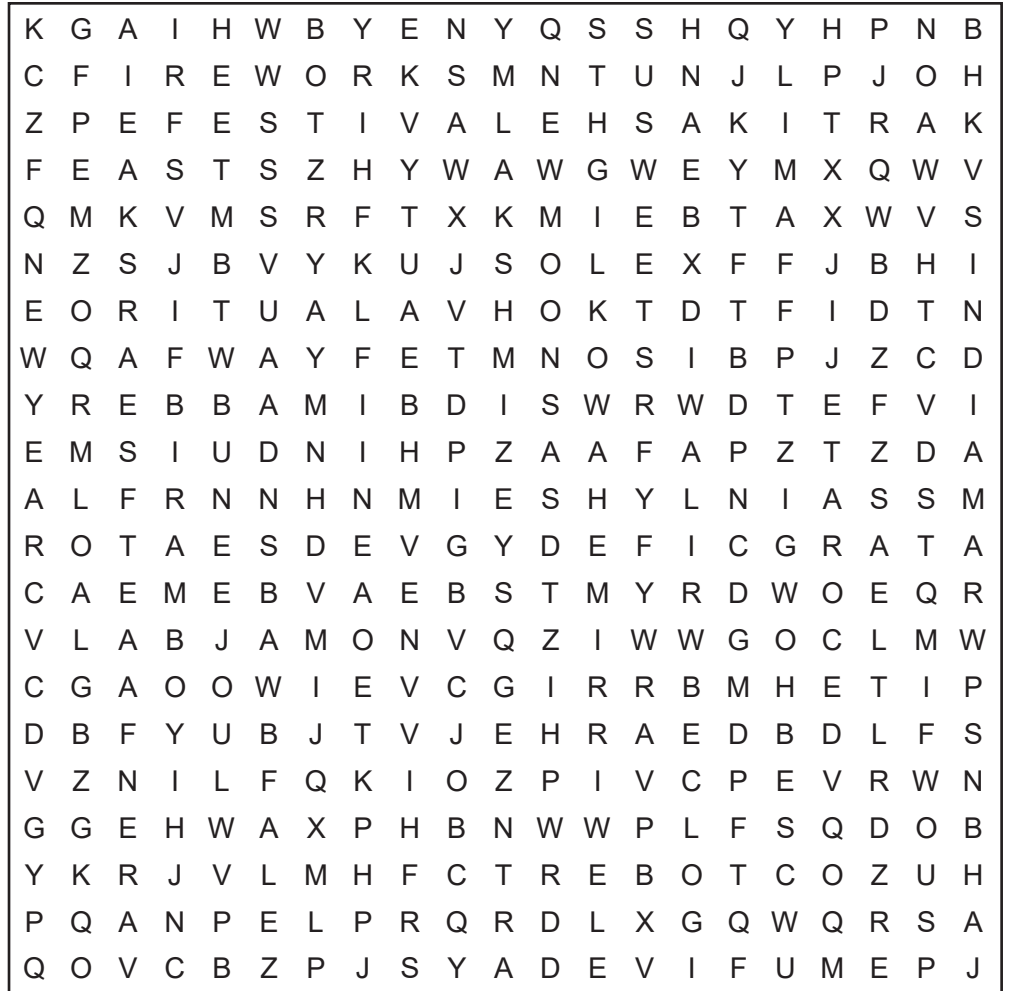 K G A I H W B Y E N Y Q S S H Q Y H P N B
C F I R E W O R K S M N T U N J L P J O H
Z P E F E S T I V A L E H S A K I T R A K
F E A S T S Z H Y W A W G W E Y M X Q W V
Q M K V M S R F T X K M I E B T A X W V S
N Z S J B V Y K U J S O L E X F F J B H I
E O R I T U A L A V H O K T D T F I D T N
W Q A F W A Y F E T M N O S I B P J Z C D
Y R E B B A M I B D I S W R W D T E F V I
E M S I U D N I H P Z A A F A P Z T Z D A
A L F R N N H N M I E S H Y L N I A S S M
R O T A E S D E V G Y D E F I C G R A T A
C A E M E B V A E B S T M Y R D W O E Q R
V L A B J A M O N V Q Z I W W G O C L M W
C G A O O W I E V C G I R R B M H E T I P
D B F Y U B J T V J E H R A E D B D L F S
V Z N I L F Q K I O Z P I V C P E V R W N
G G E H W A X P H B N W W P L F S Q D O B
Y K R J V L M H F C T R E B O T C O Z U H
P Q A N P E L P R Q R D L X G Q W Q R S A
Q O V C B Z P J S Y A D E V I F U M E P J